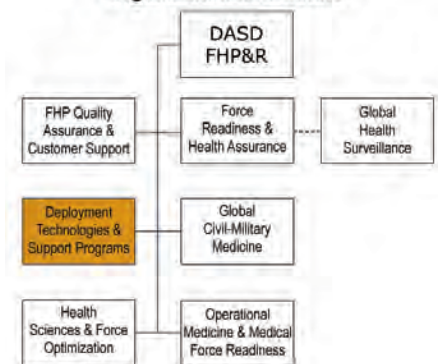 DASD
FHP&R
FHP Quality
Assurance &
Customer Support
Force
Readiness &
Health Assurance
Global
Health
Surveillance
Deployment
Technologies &
Support Programs
Global
Civil-Military
Medicine
Health
Sciences & Force
Optimization
Operational
Medicine & Medical
Force Readiness